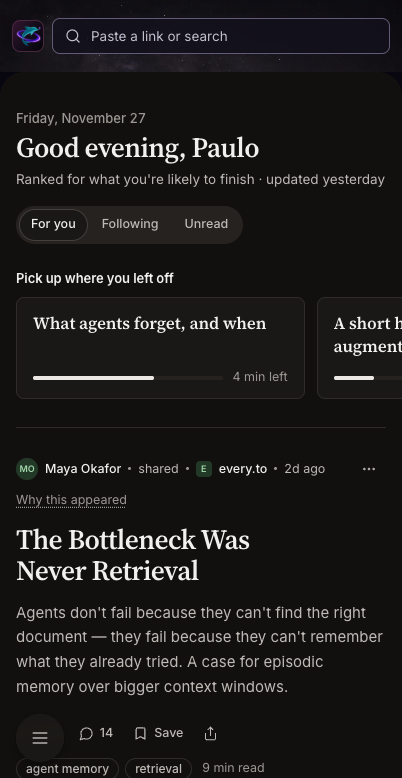 Paste a link or search
Friday, November 27
Good evening, Paulo
Ranked for what you're likely to finish · updated yesterday
For you
Following
Unread
Pick up where you left off
What agents forget, and when
4 min left
A short h
augment
MO Maya Okafor • shared • E every.to • 2d ago
Why this appeared
The Bottleneck Was
Never Retrieval
Agents don't fail because they can't find the right
document — they fail because they can't remember
what they already tried. A case for episodic
memory over bigger context windows.
14
Save
agent memory
retrieval
9 min read